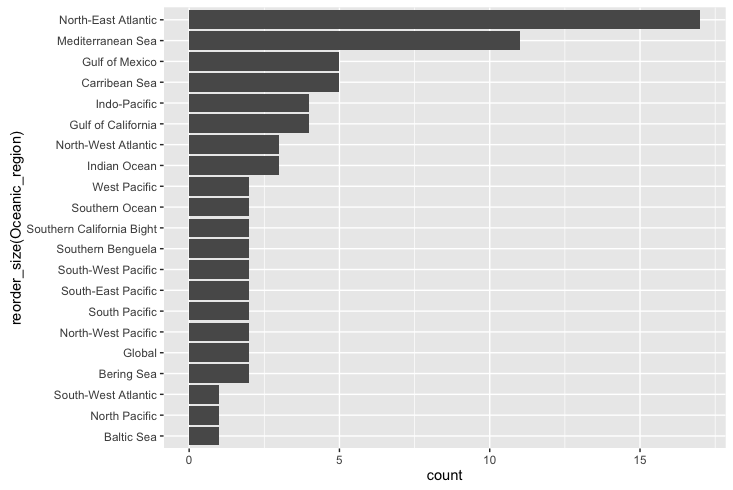 North-East Atlantic
Mediterranean Sea
Gulf of Mexico
Carribean Sea
Indo-Pacific
Gulf of California
North-West Atlantic
Indian Ocean
West Pacific
Southern Ocean
Southern California Bight
Southern Benguela
South-West Pacific
South-East Pacific
South Pacific
North-West Pacific
Global
Bering Sea
South-West Atlantic
North Pacific
Baltic Sea
reorder_size(Oceanic_region)
0 5 10 15
count